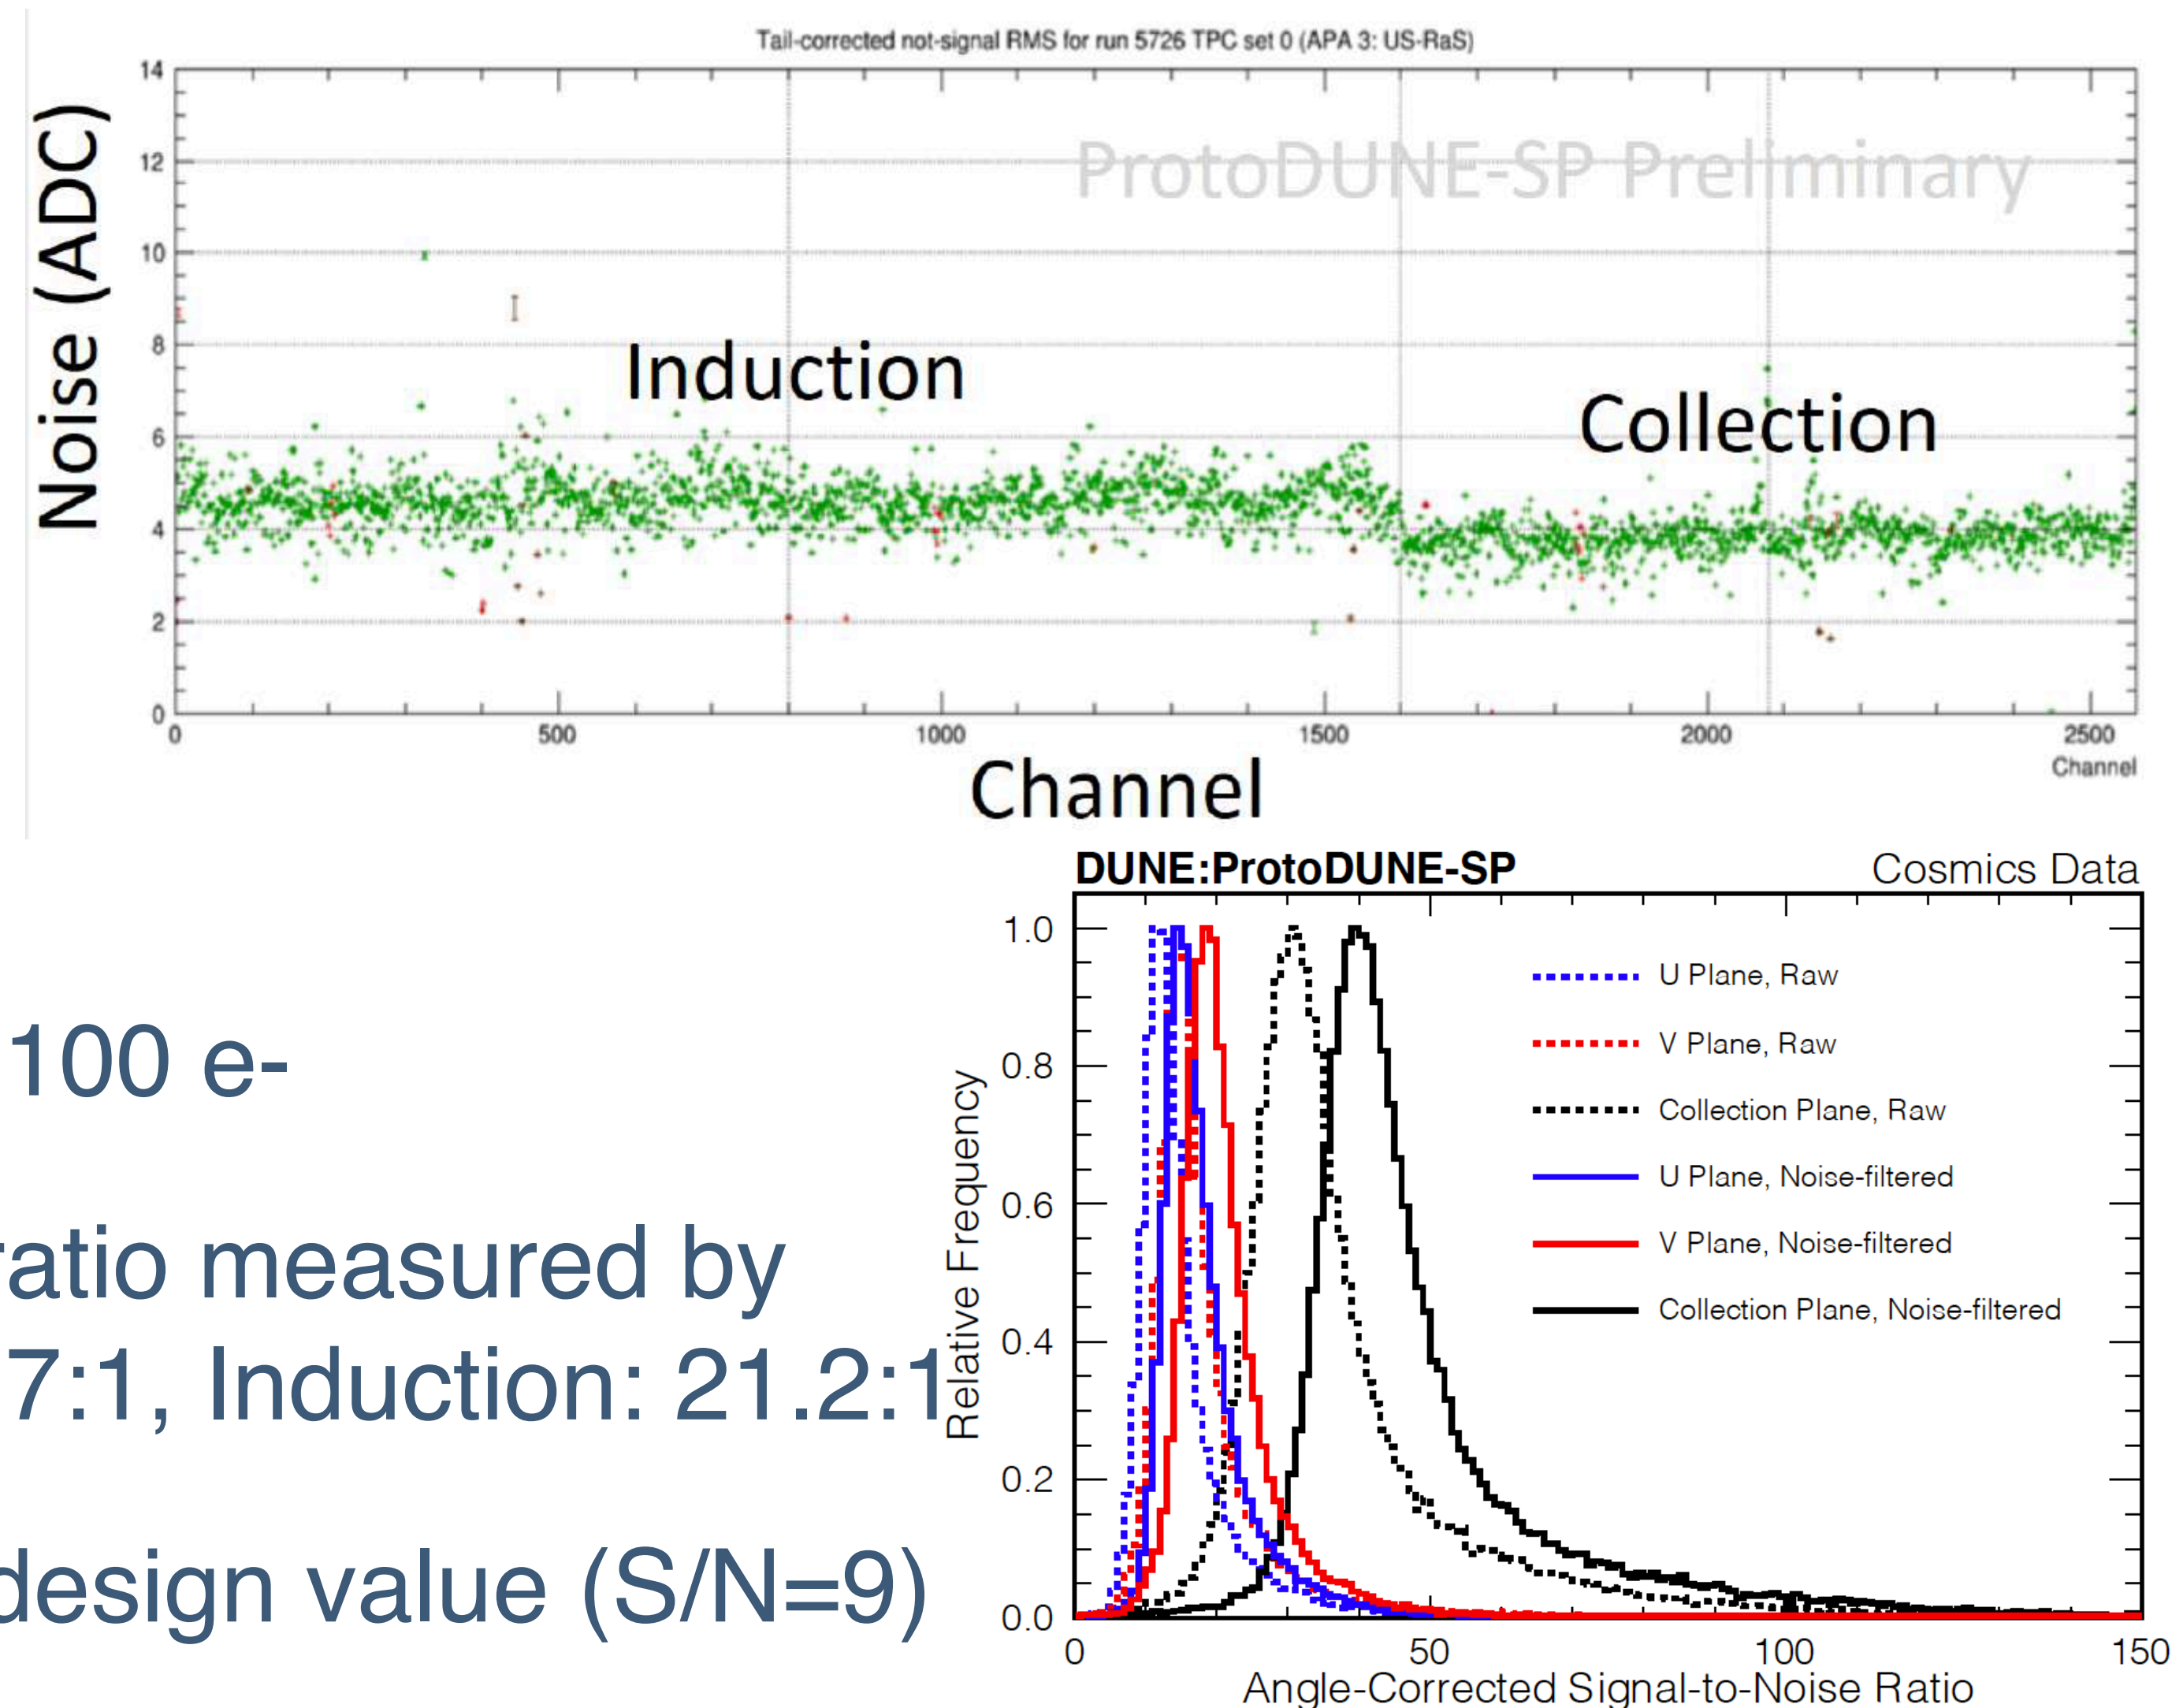 Tail-corrected not-signal RMS for run 5726 TPC set 0 (APA 3: US-RaS)
Noise (ADC)
14
12
10
8
6
4
2
0
ProtoDUNE-SP Preliminary
Induction
Collection
0 500 1000 1500 2000 2500
Channel
Channel
100 e-
ratio measured by
7:1, Induction: 21.2:1
design value (S/N=9)
DUNE:ProtoDUNE-SP Cosmics Data
Relative Frequency
1.0
0.8
0.6
0.4
0.2
0.0
U Plane, Raw
V Plane, Raw
Collection Plane, Raw
U Plane, Noise-filtered
V Plane, Noise-filtered
Collection Plane, Noise-filtered
0 50 100 150
Angle-Corrected Signal-to-Noise Ratio